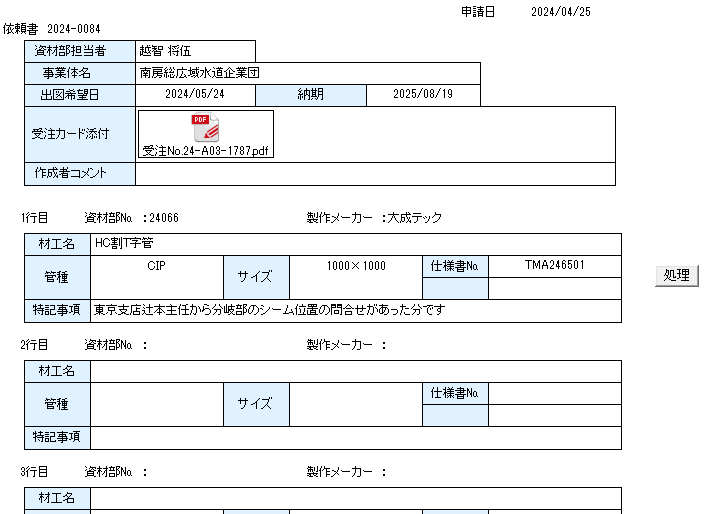 申請日 2024/04/25
依頼書 2024-0084
資材部担当者 越智 将伍
事業体名 南房総広域水道企業団
出図希望日 2024/05/24 納期 2025/08/19
受注カード添付 PDF 受注No.24-A03-1787.pdf
作成者コメント
1行目 資材部No. :24066 製作メーカー :大成テック
材工名 HC割T字管
管種 CIP サイズ 1000×1000 仕様書No. TMA246501
処理
特記事項 東京支店辻本主任から分岐部のシーム位置の問合せがあった分です
2行目 資材部No. : 製作メーカー :
材工名
管種 サイズ 仕様書No.
特記事項
3行目 資材部No. : 製作メーカー :
材工名